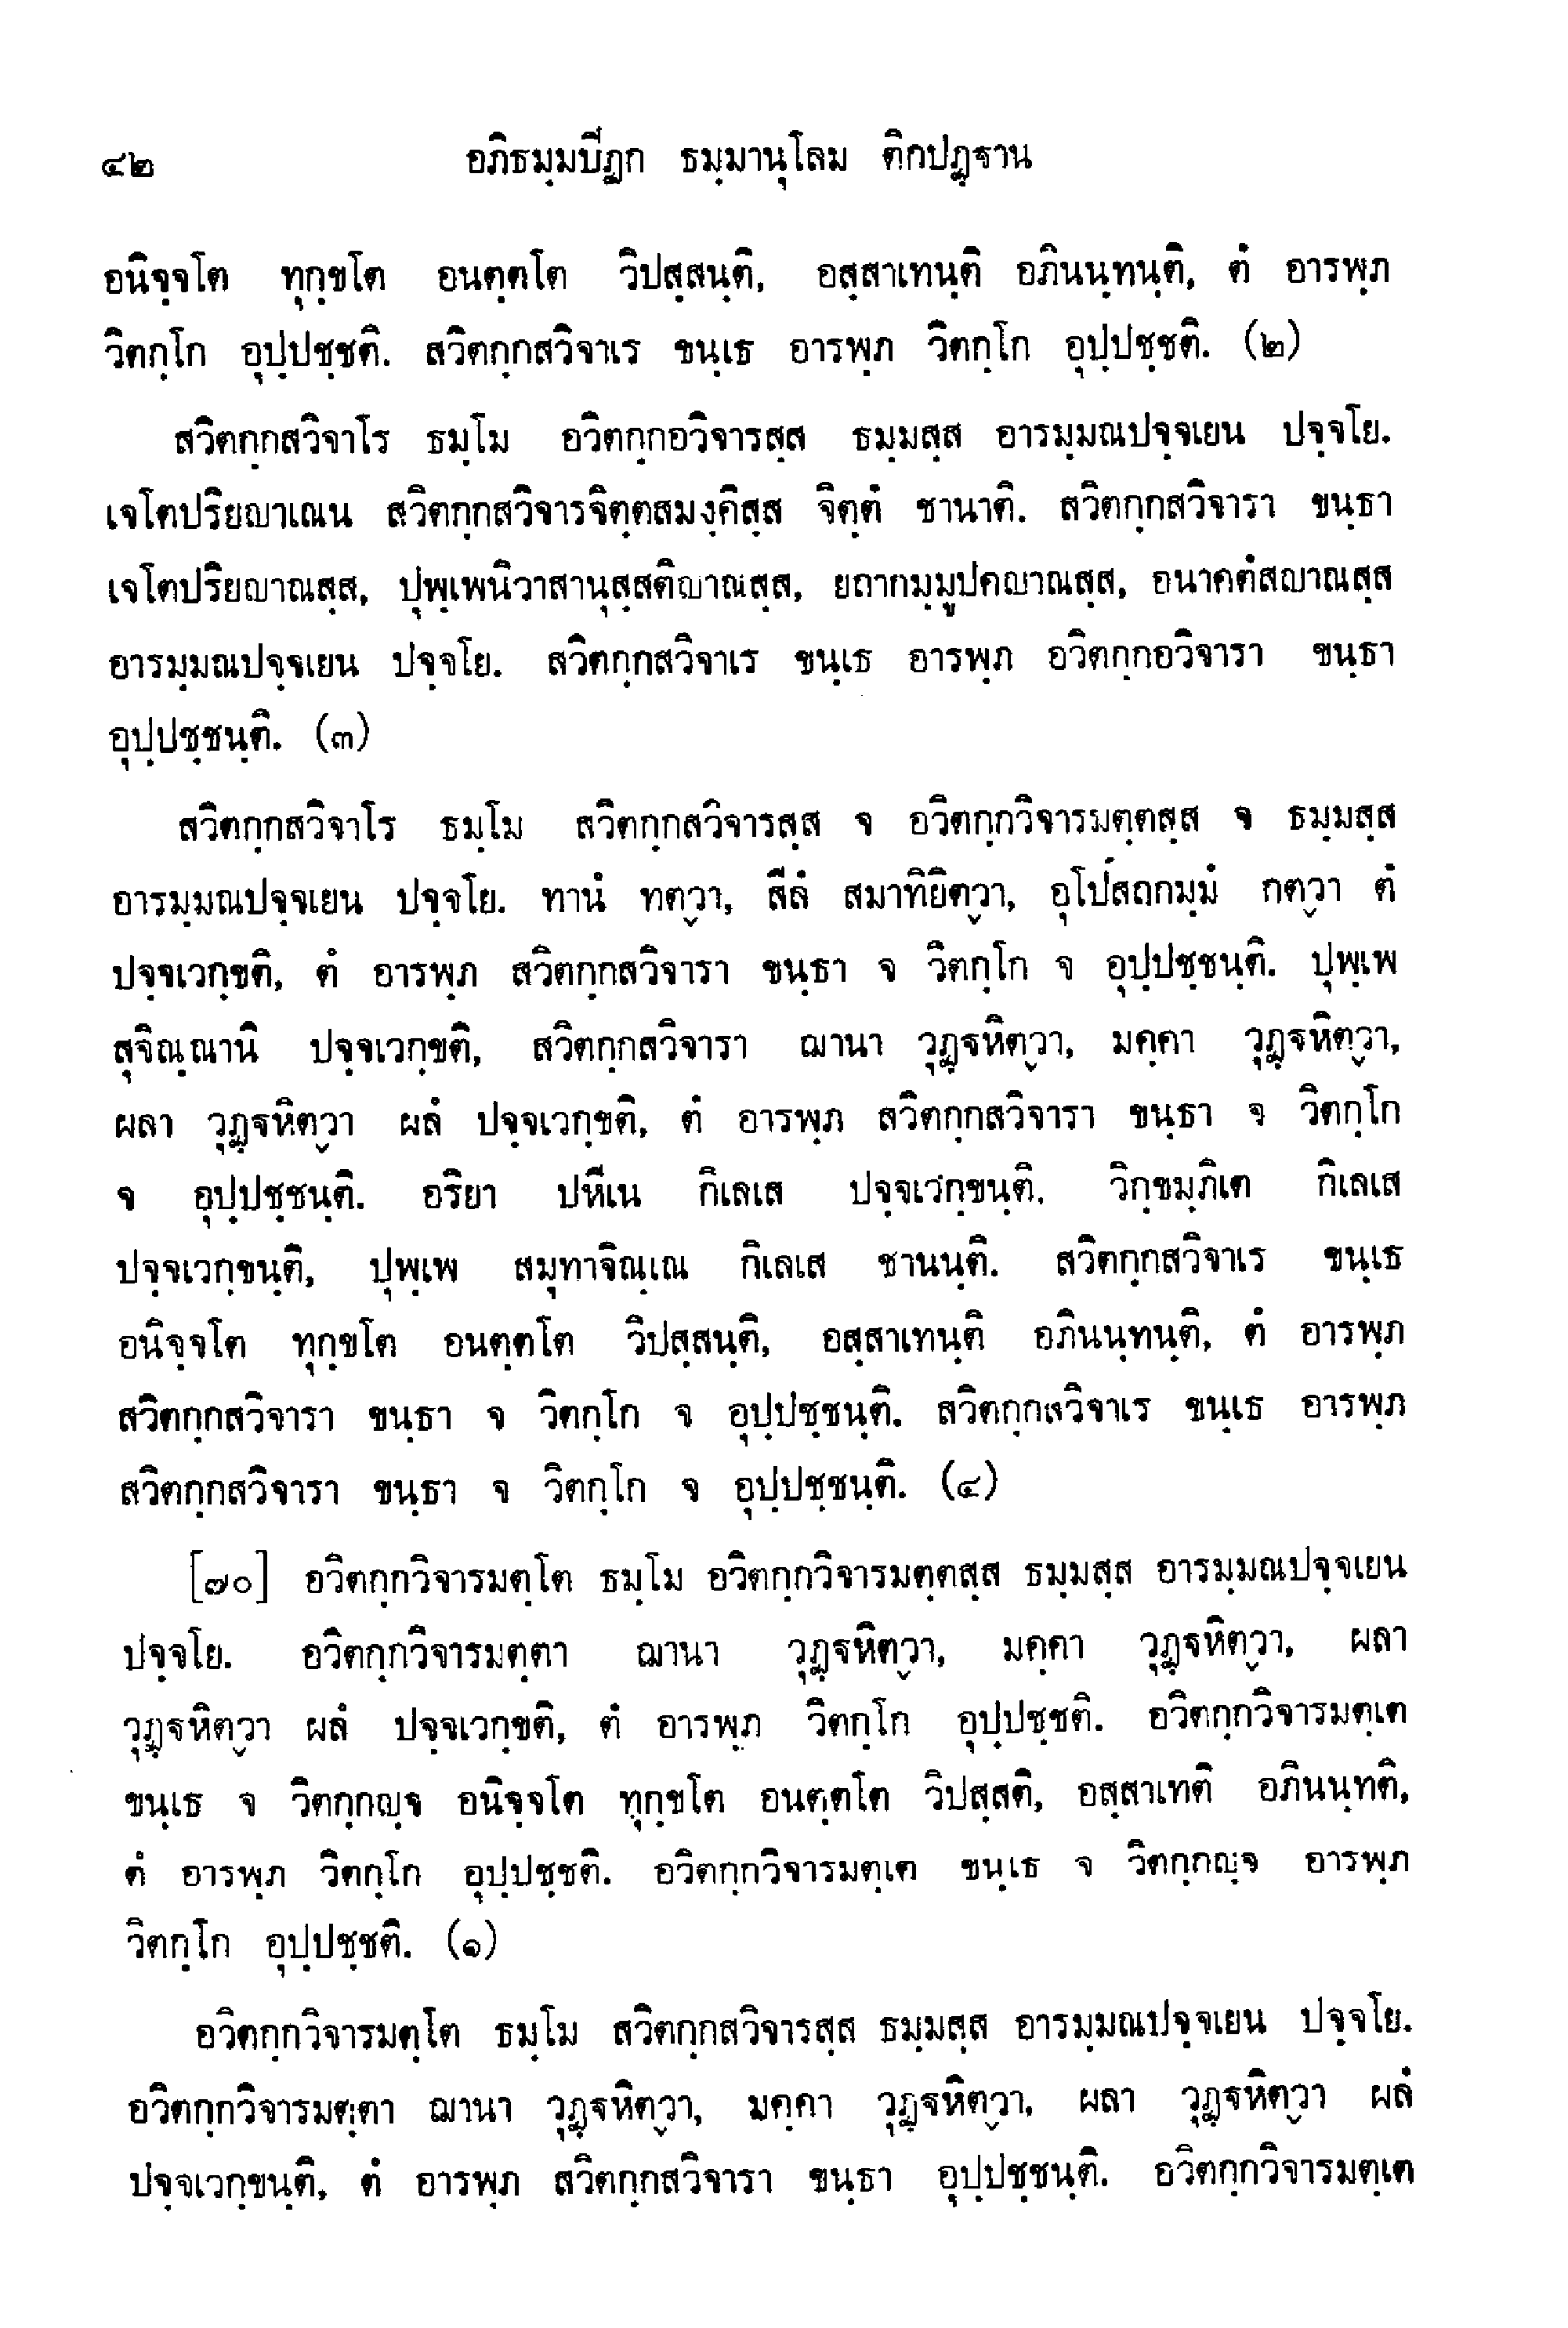 ๔๒ อภิธมฺมปีฏก ธมฺมานุโลม ติกปฏฺฐาน
อนิจฺจโต ทุกฺขโต อนตฺตโต วิปสฺสนฺติ, อสฺสาเทนฺติ อภินนฺทนฺติ, ตํ อารพฺภ
วิตกฺโก อุปฺปชฺชติ. สวิตกฺกสวิจาเร ขนฺเธ อารพฺภ วิตกฺโก อุปฺปชฺชติ. (๒)
สวิตกฺกสวิจาโร ธมฺโม อวิตกฺกอวิจารสฺส ธมฺมสฺส อารมฺมณปจฺจเยน ปจฺจโย.
เจโตปริยญาเณน สวิตกฺกสวิจารจิตฺตสมงฺคิสฺส จิตฺตํ ชานาติ. สวิตกฺกสวิจารา ขนฺธา
เจโตปริยญาณสฺส, ปุพฺเพนิวาสานุสฺสติญาณสฺส, ยถากมฺมูปคญาณสฺส, อนาคตํสญาณสฺส
อารมฺมณปจฺจเยน ปจฺจโย. สวิตกฺกสวิจาเร ขนฺเธ อารพฺภ อวิตกฺกอวิจารา ขนฺธา
อุปฺปชฺชนฺติ. (๓)
สวิตกฺกสวิจาโร ธมฺโม สวิตกฺกสวิจารสฺส จ อวิตกฺกวิจารมตฺตสฺส จ ธมฺมสฺส
อารมฺมณปจฺจเยน ปจฺจโย. ทานํ ทตฺวา, สีลํ สมาทิยิตฺวา, อุโปสถกมฺมํ กตฺวา ตํ
ปจฺจเวกฺขติ, ตํ อารพฺภ สวิตกฺกสวิจารา ขนฺธา จ วิตกฺโก จ อุปฺปชฺชนฺติ. ปุพฺเพ
สุจิณฺณานิ ปจฺจเวกฺขติ, สวิตกฺกสวิจารา ฌานา วุฏฺฐหิตฺวา, มคฺคา วุฏฺฐหิตฺวา,
ผลา วุฏฺฐหิตฺวา ผลํ ปจฺจเวกฺขติ, ตํ อารพฺภ สวิตกฺกสวิจารา ขนฺธา จ วิตกฺโก
จ อุปฺปชฺชนฺติ. อริยา ปหีเน กิเลเส ปจฺจเวกฺขนฺติ, วิกฺขมฺภิเต กิเลเส
ปจฺจเวกฺขนฺติ, ปุพฺเพ สมุทาจิณฺเณ กิเลเส ชานนฺติ. สวิตกฺกสวิจาเร ขนฺเธ
อนิจฺจโต ทุกฺขโต อนตฺตโต วิปสฺสนฺติ, อสฺสาเทนฺติ อภินนฺทนฺติ, ตํ อารพฺภ
สวิตกฺกสวิจารา ขนฺธา จ วิตกฺโก จ อุปฺปชฺชนฺติ. สวิตกฺกสวิจาเร ขนฺเธ อารพฺภ
สวิตกฺกสวิจารา ขนฺธา จ วิตกฺโก จ อุปฺปชฺชนฺติ. (๔)
[๗๐] อวิตกฺกวิจารมตฺโต ธมฺโม อวิตกฺกวิจารมตฺตสฺส ธมฺมสฺส อารมฺมณปจฺจเยน
ปจฺจโย. อวิตกฺกวิจารมตฺตา ฌานา วุฏฺฐหิตฺวา, มคฺคา วุฏฺฐหิตฺวา, ผลา
วุฏฺฐหิตฺวา ผลํ ปจฺจเวกฺขติ, ตํ อารพฺภ วิตกฺโก อุปฺปชฺชติ. อวิตกฺกวิจารมตฺเต
ขนฺเธ จ วิตกฺกญฺจ อนิจฺจโต ทุกฺขโต อนตฺตโต วิปสฺสติ, อสฺสาเทติ อภินนฺทติ,
ตํ อารพฺภ วิตกฺโก อุปฺปชฺชติ. อวิตกฺกวิจารมตฺเต ขนฺเธ จ วิตกฺกญฺจ อารพฺภ
วิตกฺโก อุปฺปชฺชติ. (๑)
อวิตกฺกวิจารมตฺโต ธมฺโม สวิตกฺกสวิจารสฺส ธมฺมสฺส อารมฺมณปจฺจเยน ปจฺจโย.
อวิตกฺกวิจารมตฺตา ฌานา วุฏฺฐหิตฺวา, มคฺคา วุฏฺฐหิตฺวา, ผลา วุฏฺฐหิตฺวา ผลํ
ปจฺจเวกฺขนฺติ, ตํ อารพฺภ สวิตกฺกสวิจารา ขนฺธา อุปฺปชฺชนฺติ. อวิตกฺกวิจารมตฺเต